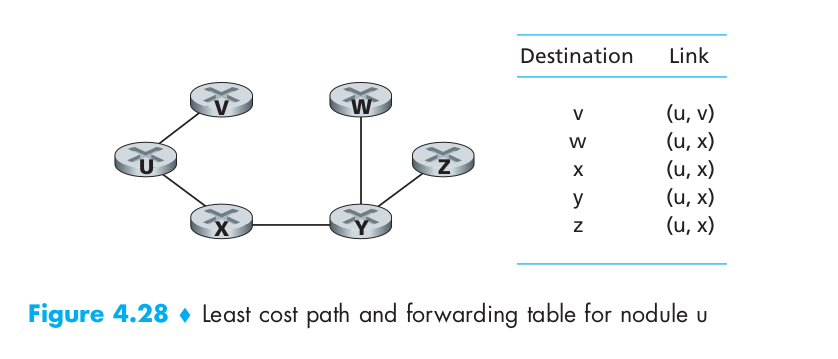 V
W
U
Z
X
Y
Destination Link
v (u, v)
w (u, x)
x (u, x)
y (u, x)
z (u, x)
Figure 4.28 ♦ Least cost path and forwarding table for nodule u